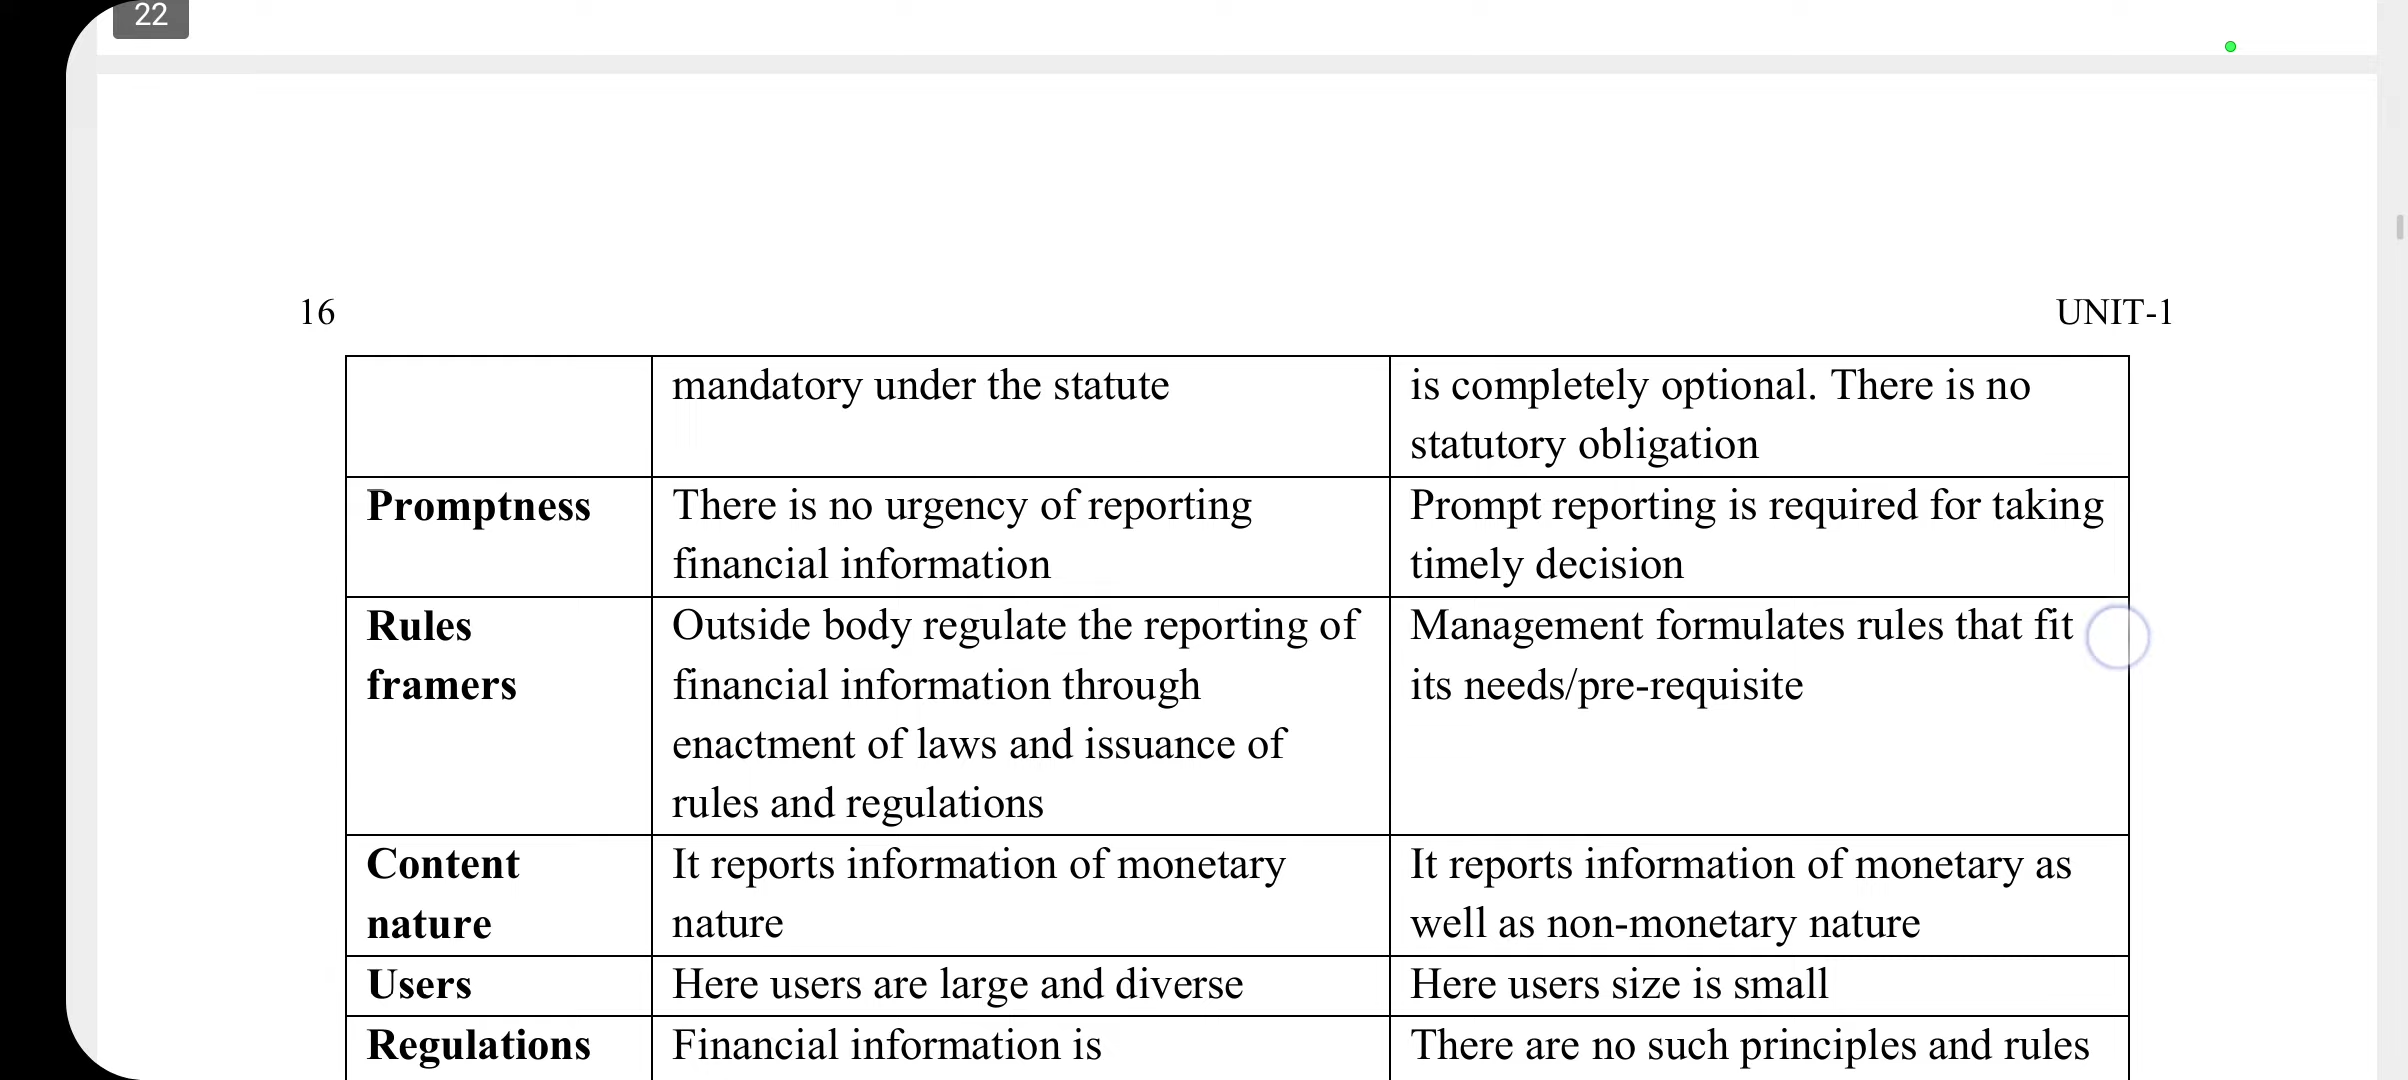 22
16
UNIT-1
mandatory under the statute
is completely optional. There is no
statutory obligation
Promptness
There is no urgency of reporting
financial information
Prompt reporting is required for taking
timely decision
Rules
framers
Outside body regulate the reporting of
financial information through
enactment of laws and issuance of
rules and regulations
Management formulates rules that fit
its needs/pre-requisite
Content
nature
It reports information of monetary
nature
It reports information of monetary as
well as non-monetary nature
Users
Here users are large and diverse
Here users size is small
Regulations
Financial information is
There are no such principles and rules